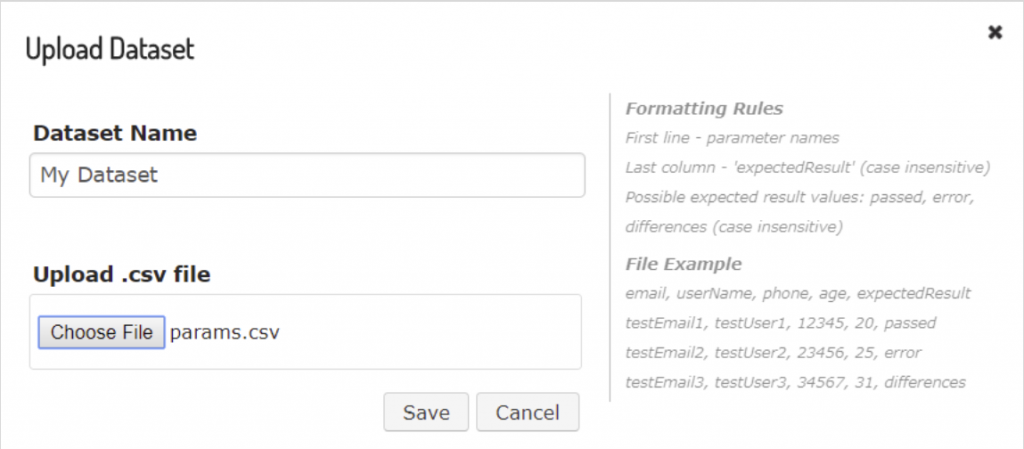 Upload Dataset
Dataset Name
My Dataset
Upload .csv file
Choose File params.csv
Save Cancel
Formatting Rules
First line - parameter names
Last column - 'expectedResult' (case insensitive)
Possible expected result values: passed, error,
differences (case insensitive)
File Example
email, userName, phone, age, expectedResult
testEmail1, testUser1, 12345, 20, passed
testEmail2, testUser2, 23456, 25, error
testEmail3, testUser3, 34567, 31, differences